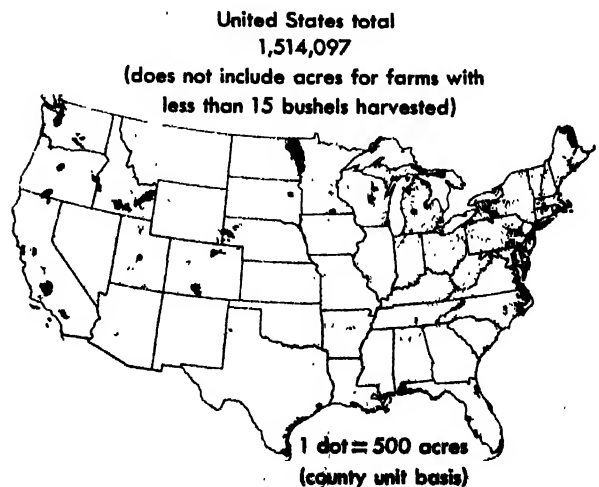 United States total
1,514,097
(does not include acres for farms with
less than 15 bushels harvested)
1 dot = 500 acres
(county unit basis)